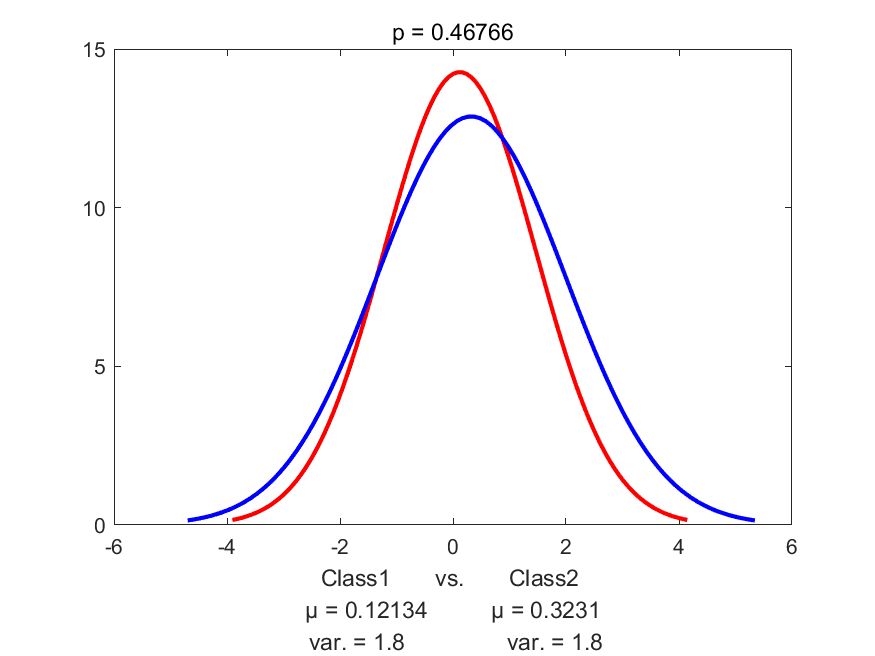 p = 0.46766
15
10
5
0
-6 -4 -2 0 2 4 6
Class1 vs. Class2
μ = 0.12134 μ = 0.3231
var. = 1.8 var. = 1.8